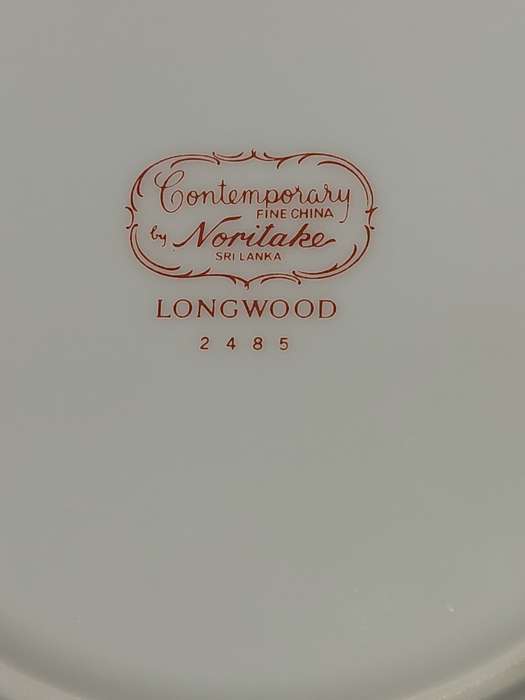 Contemporary
FINE CHINA
by Noritake
SRI LANKA
LONGWOOD
2485